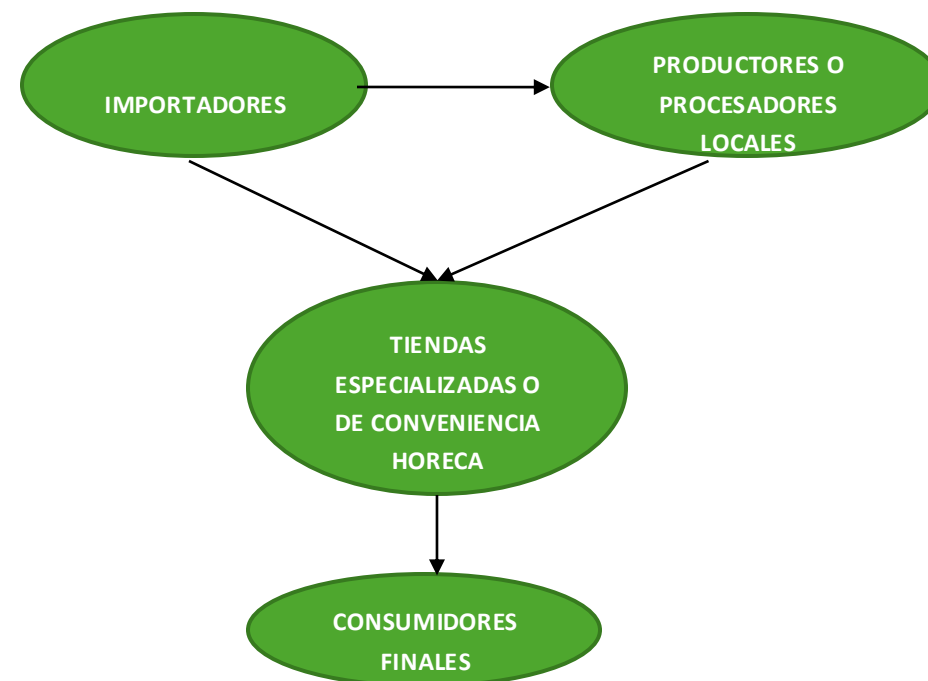 IMPORTADORES
PRODUCTORES O
PROCESADORES
LOCALES
TIENDAS
ESPECIALIZADAS O
DE CONVENIENCIA
HORECA
CONSUMIDORES
FINALES